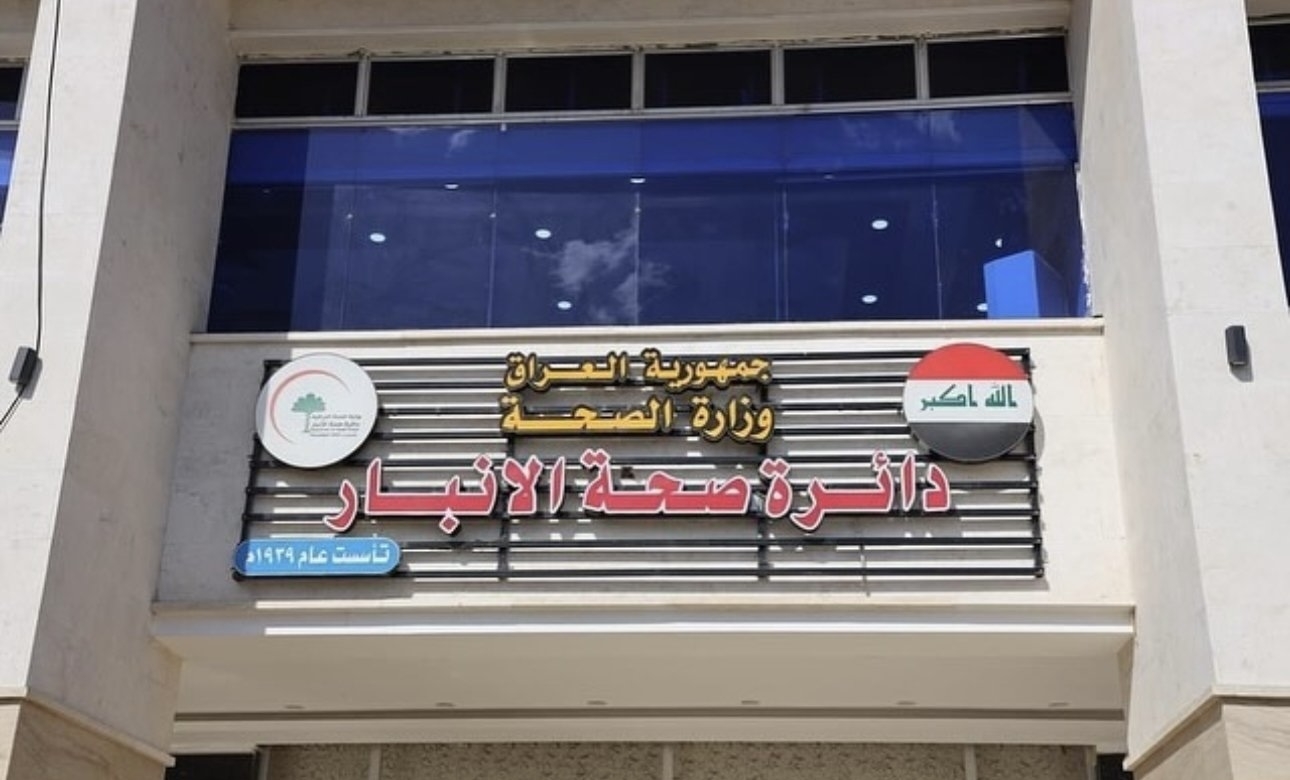 جمهورية العراق
وزارة الصحة
الله اكبر
دائرة صحة الانبار
تأسست عام ١٩٣٩م